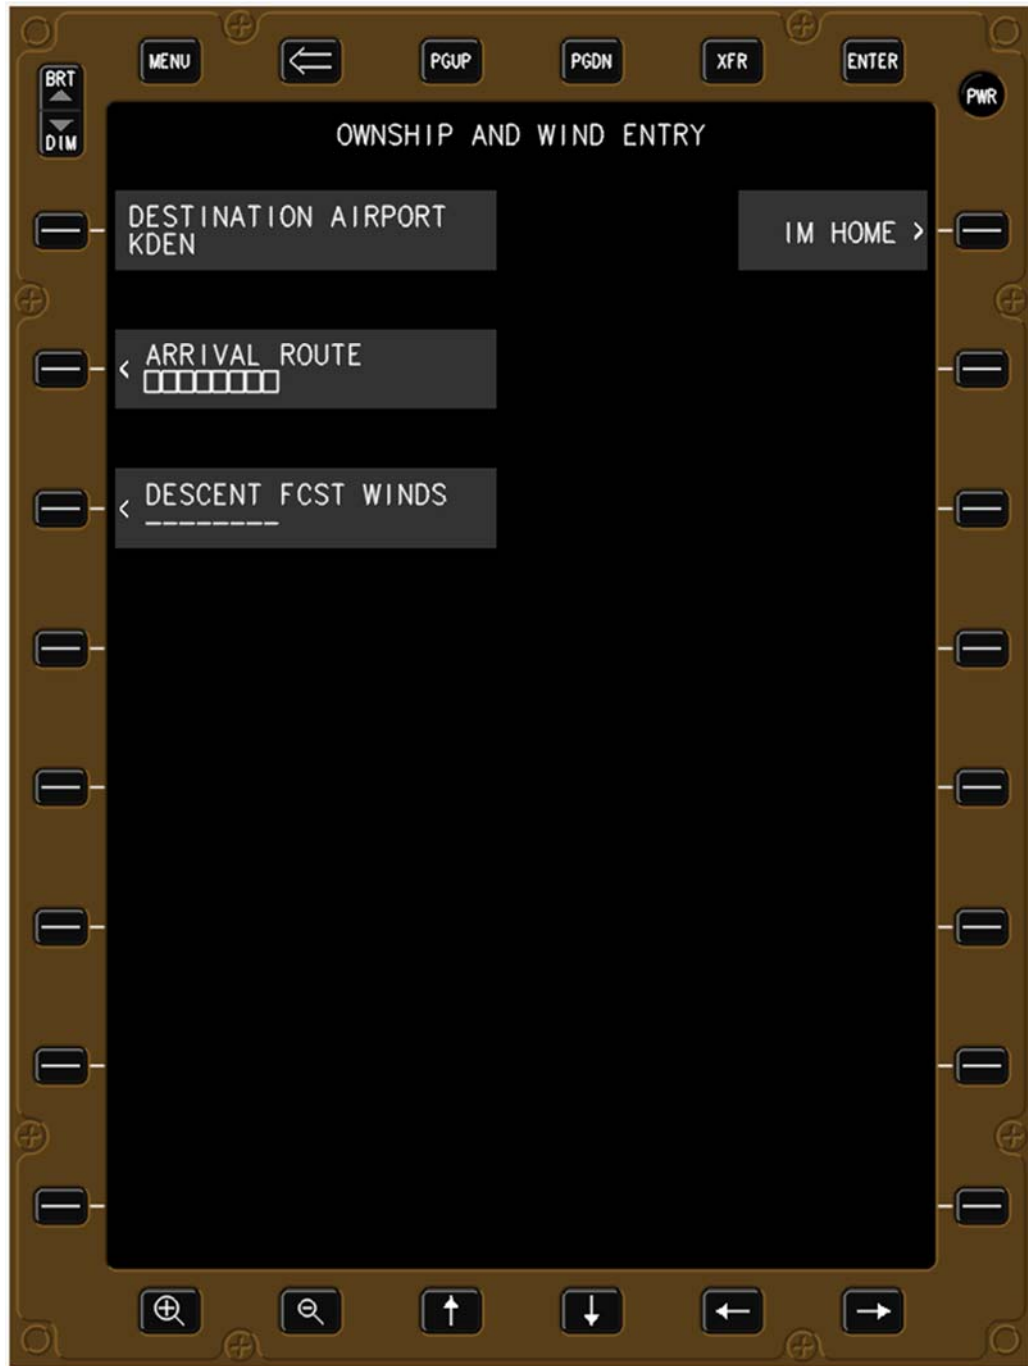 MENU
PGUP
PGDN
XFR
ENTER
BRT
DIM
PWR
OWNSHIP AND WIND ENTRY
DESTINATION AIRPORT
KDEN
IM HOME >
< ARRIVAL ROUTE
□□□□□□□□
< DESCENT FCST WINDS
--------